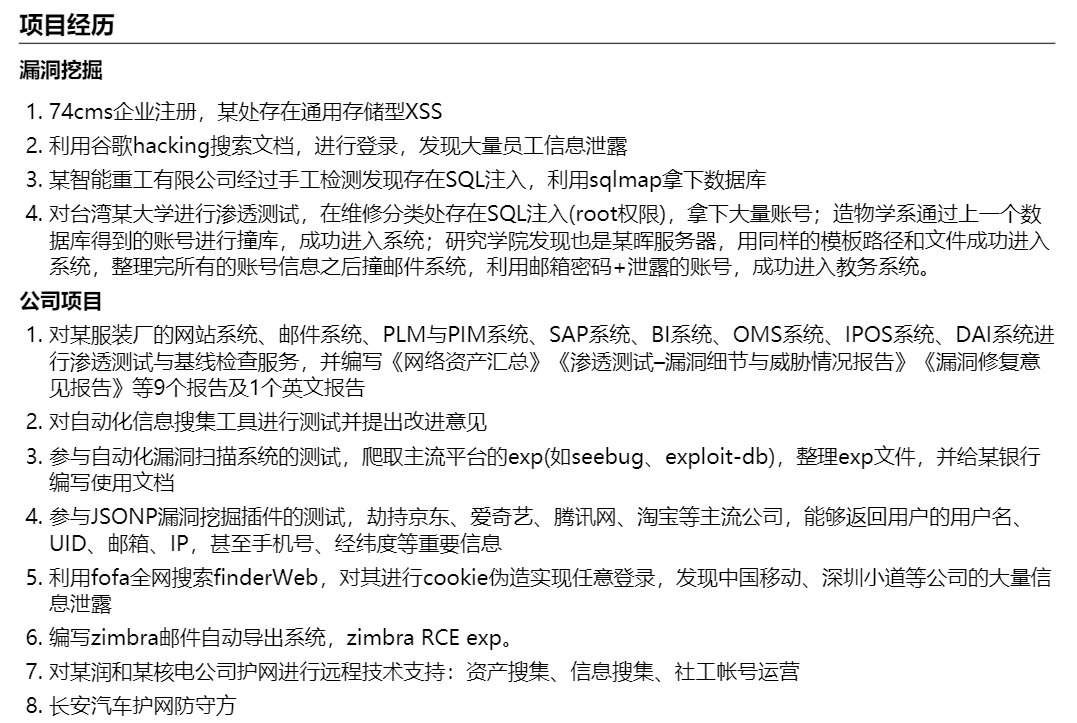 项目经历
漏洞挖掘
1. 74cms企业注册，某处存在通用存储型XSS
2. 利用谷歌hacking搜索文档，进行登录，发现大量员工信息泄露
3. 某智能重工有限公司经过手工检测发现存在SQL注入，利用sqlmap拿下数据库
4. 对台湾某大学进行渗透测试，在维修分类处存在SQL注入(root权限)，拿下大量账号；造物学系通过上一个数
据库得到的账号进行撞库，成功进入系统；研究学院发现也是某晖服务器，用同样的模板路径和文件成功进入
系统，整理完所有的账号信息之后撞邮件系统，利用邮箱密码+泄露的账号，成功进入教务系统。
公司项目
1. 对某服装厂的网站系统、邮件系统、PLM与PIM系统、SAP系统、BI系统、OMS系统、IPOS系统、DAI系统进
行渗透测试与基线检查服务，并编写《网络资产汇总》《渗透测试–漏洞细节与威胁情况报告》《漏洞修复意
见报告》等9个报告及1个英文报告
2. 对自动化信息搜集工具进行测试并提出改进意见
3. 参与自动化漏洞扫描系统的测试，爬取主流平台的exp(如seebug、exploit-db)，整理exp文件，并给某银行
编写使用文档
4. 参与JSONP漏洞挖掘插件的测试，劫持京东、爱奇艺、腾讯网、淘宝等主流公司，能够返回用户的用户名、
UID、邮箱、IP，甚至手机号、经纬度等重要信息
5. 利用fofa全网搜索finderWeb，对其进行cookie伪造实现任意登录，发现中国移动、深圳小道等公司的大量信
息泄露
6. 编写zimbra邮件自动导出系统，zimbra RCE exp。
7. 对某润和某核电公司护网进行远程技术支持：资产搜集、信息搜集、社工帐号运营
8. 长安汽车护网防守方